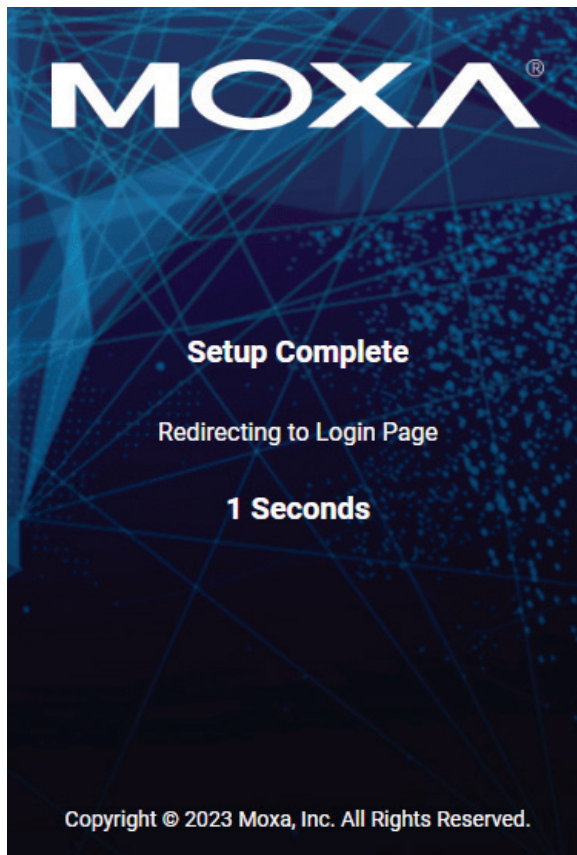 MOXA®
Setup Complete
Redirecting to Login Page
1 Seconds
Copyright © 2023 Moxa, Inc. All Rights Reserved.